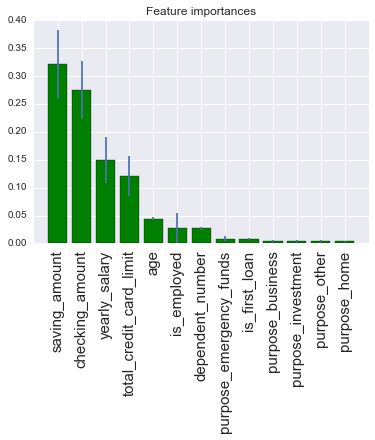 Feature importances
0.40
0.35
0.30
0.25
0.20
0.15
0.10
0.05
0.00
saving_amount
checking_amount
yearly_salary
total_credit_card_limit
age
is_employed
dependent_number
purpose_emergency_funds
is_first_loan
purpose_business
purpose_investment
purpose_other
purpose_home